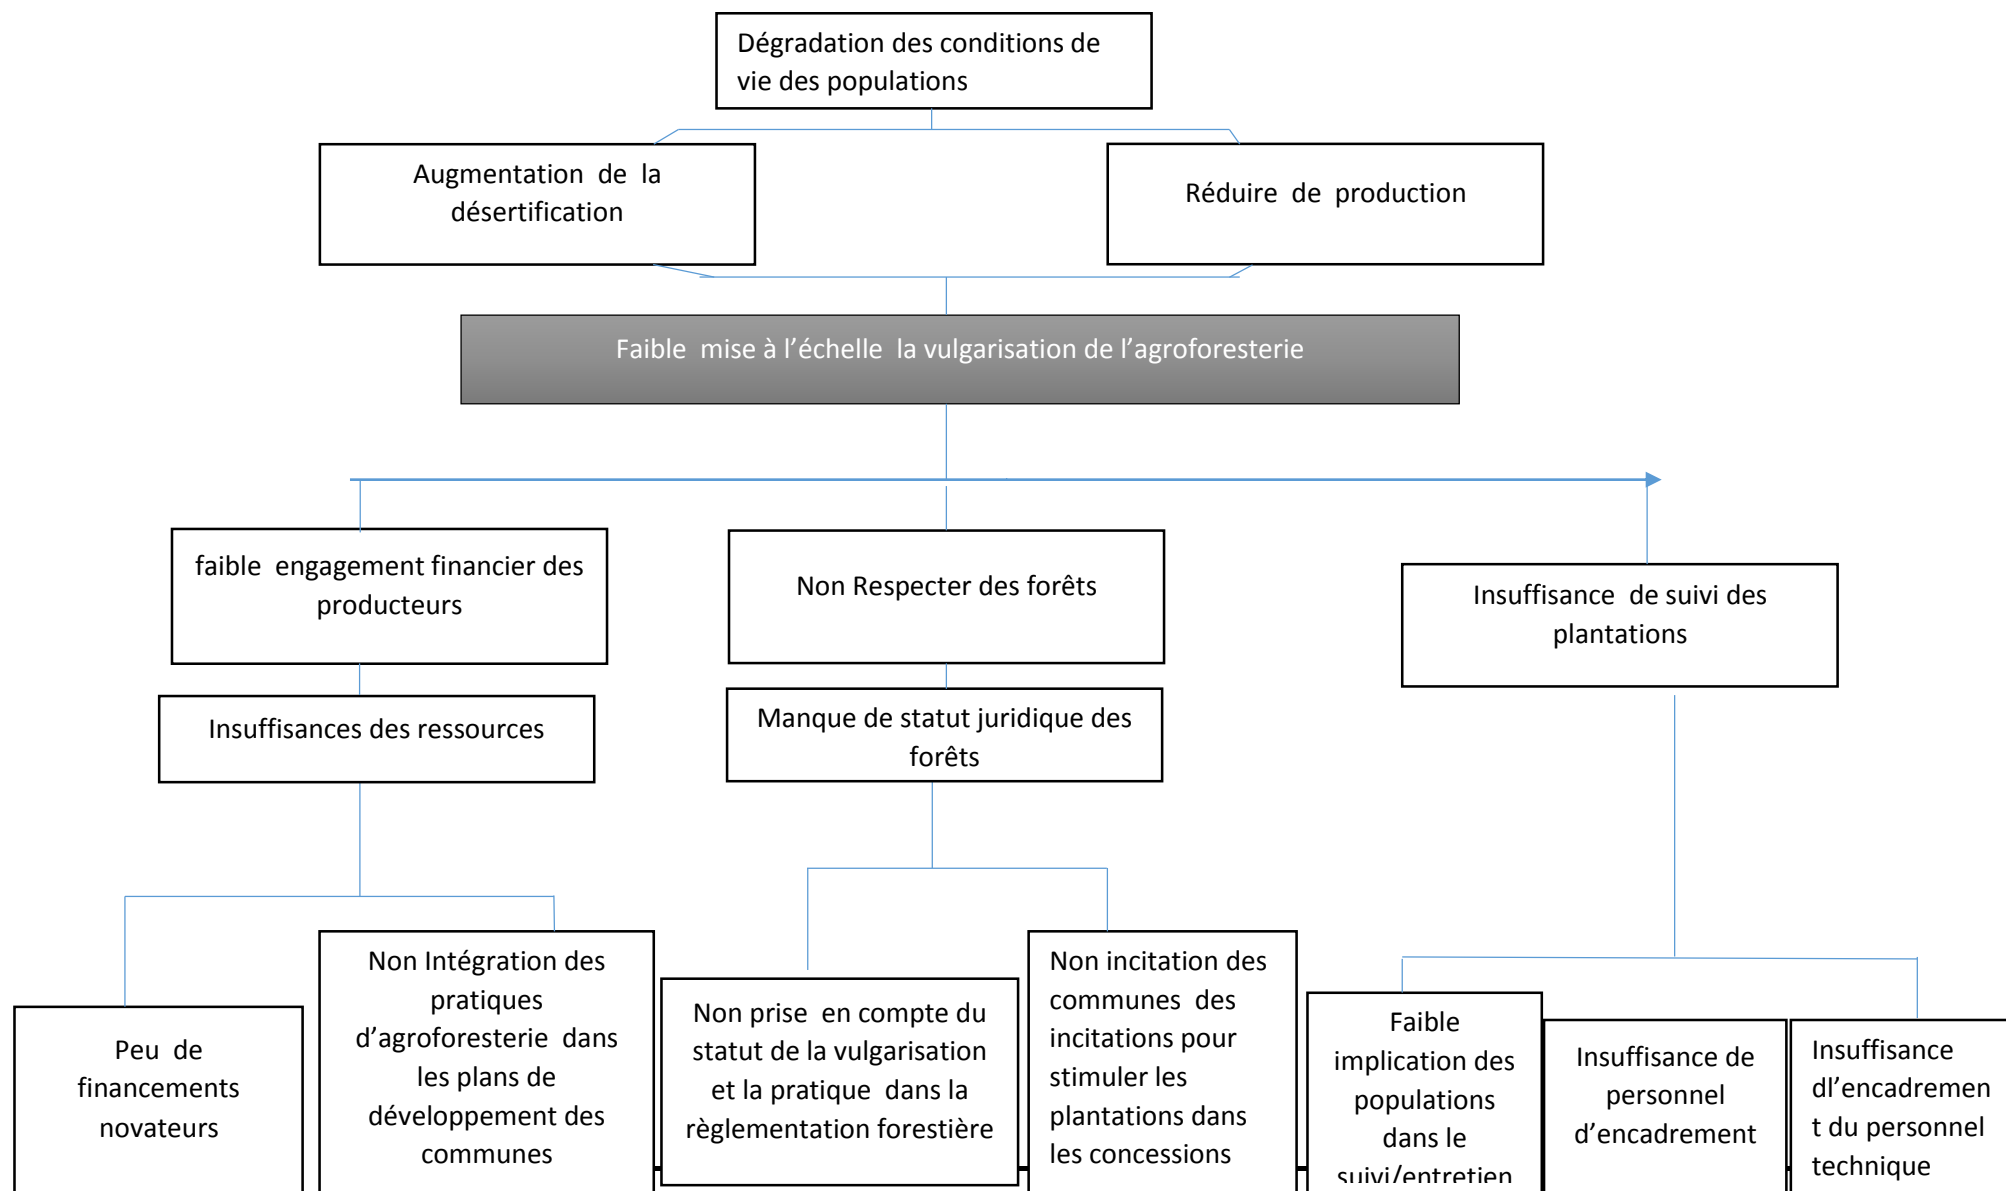 Dégradation des conditions de
vie des populations
Augmentation de la
désertification
Réduire de production
Faible mise à l’échelle la vulgarisation de l’agroforesterie
faible engagement financier des
producteurs
Non Respecter des forêts
Insuffisance de suivi des
plantations
Insuffisances des ressources
Manque de statut juridique des
forêts
Peu de
financements
novateurs
Non Intégration des
pratiques
d’agroforesterie dans
les plans de
développement des
communes
Non prise en compte du
statut de la vulgarisation
et la pratique dans la
règlementation forestière
Non incitation des
communes des
incitations pour
stimuler les
plantations dans
les concessions
Faible
implication des
populations
dans le
suivi/entretien
Insuffisance de
personnel
d’encadrement
Insuffisance
dl’encadremen
t du personnel
technique